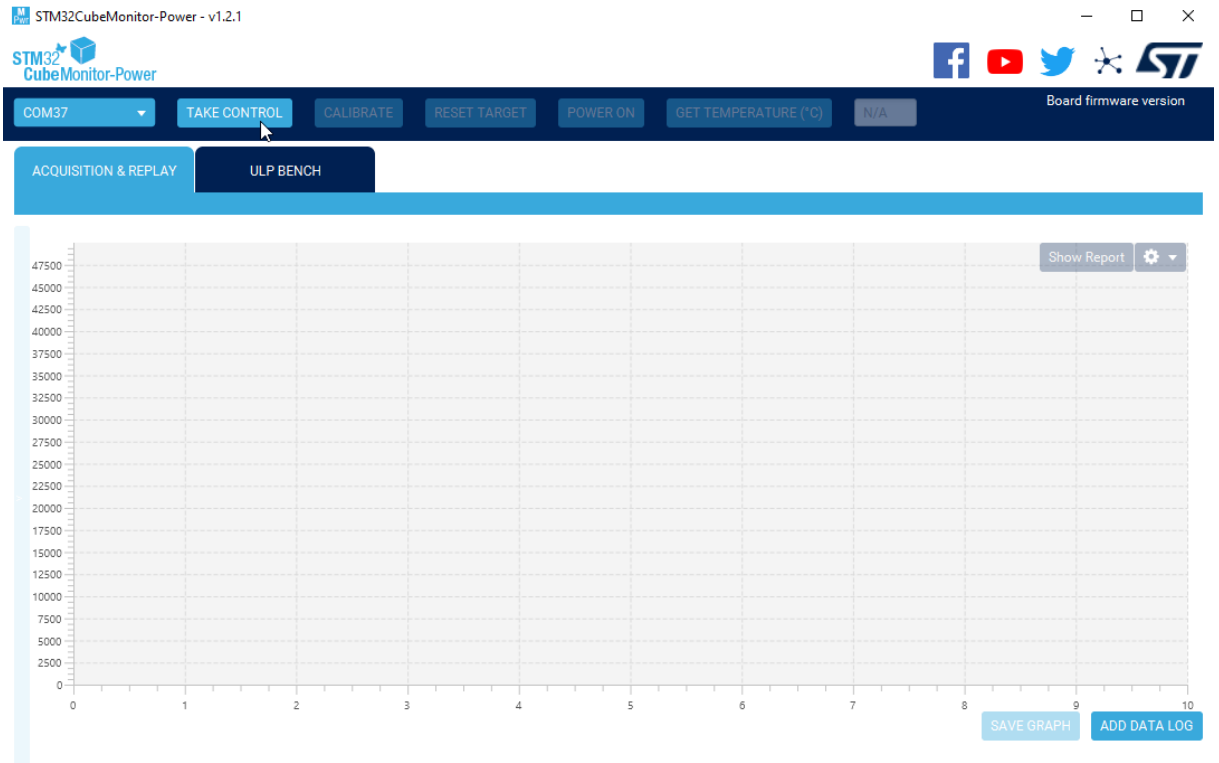 M
Pwr
STM32CubeMonitor-Power - v1.2.1
STM32
CubeMonitor-Power
COM37
TAKE CONTROL
CALIBRATE
RESET TARGET
POWER ON
GET TEMPERATURE (°C)
N/A
Board firmware version
ACQUISITION & REPLAY
ULP BENCH
Show Report
47500
45000
42500
40000
37500
35000
32500
30000
27500
25000
22500
20000
17500
15000
12500
10000
7500
5000
2500
0
0 1 2 3 4 5 6 7 8 9 10
SAVE GRAPH
ADD DATA LOG